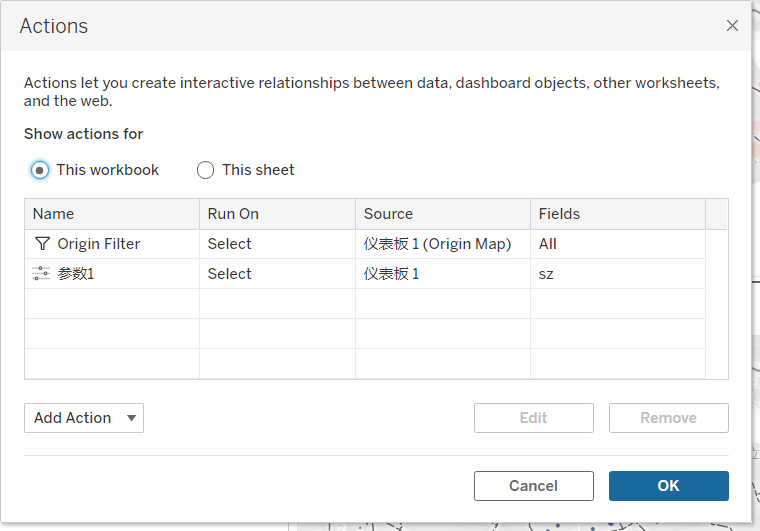 Actions
Actions let you create interactive relationships between data, dashboard objects, other worksheets,
and the web.
Show actions for
This workbook This sheet
Name Run On Source Fields
Origin Filter Select 仪表板 1 (Origin Map) All
参数1 Select 仪表板 1 sz
Add Action Edit Remove
Cancel OK